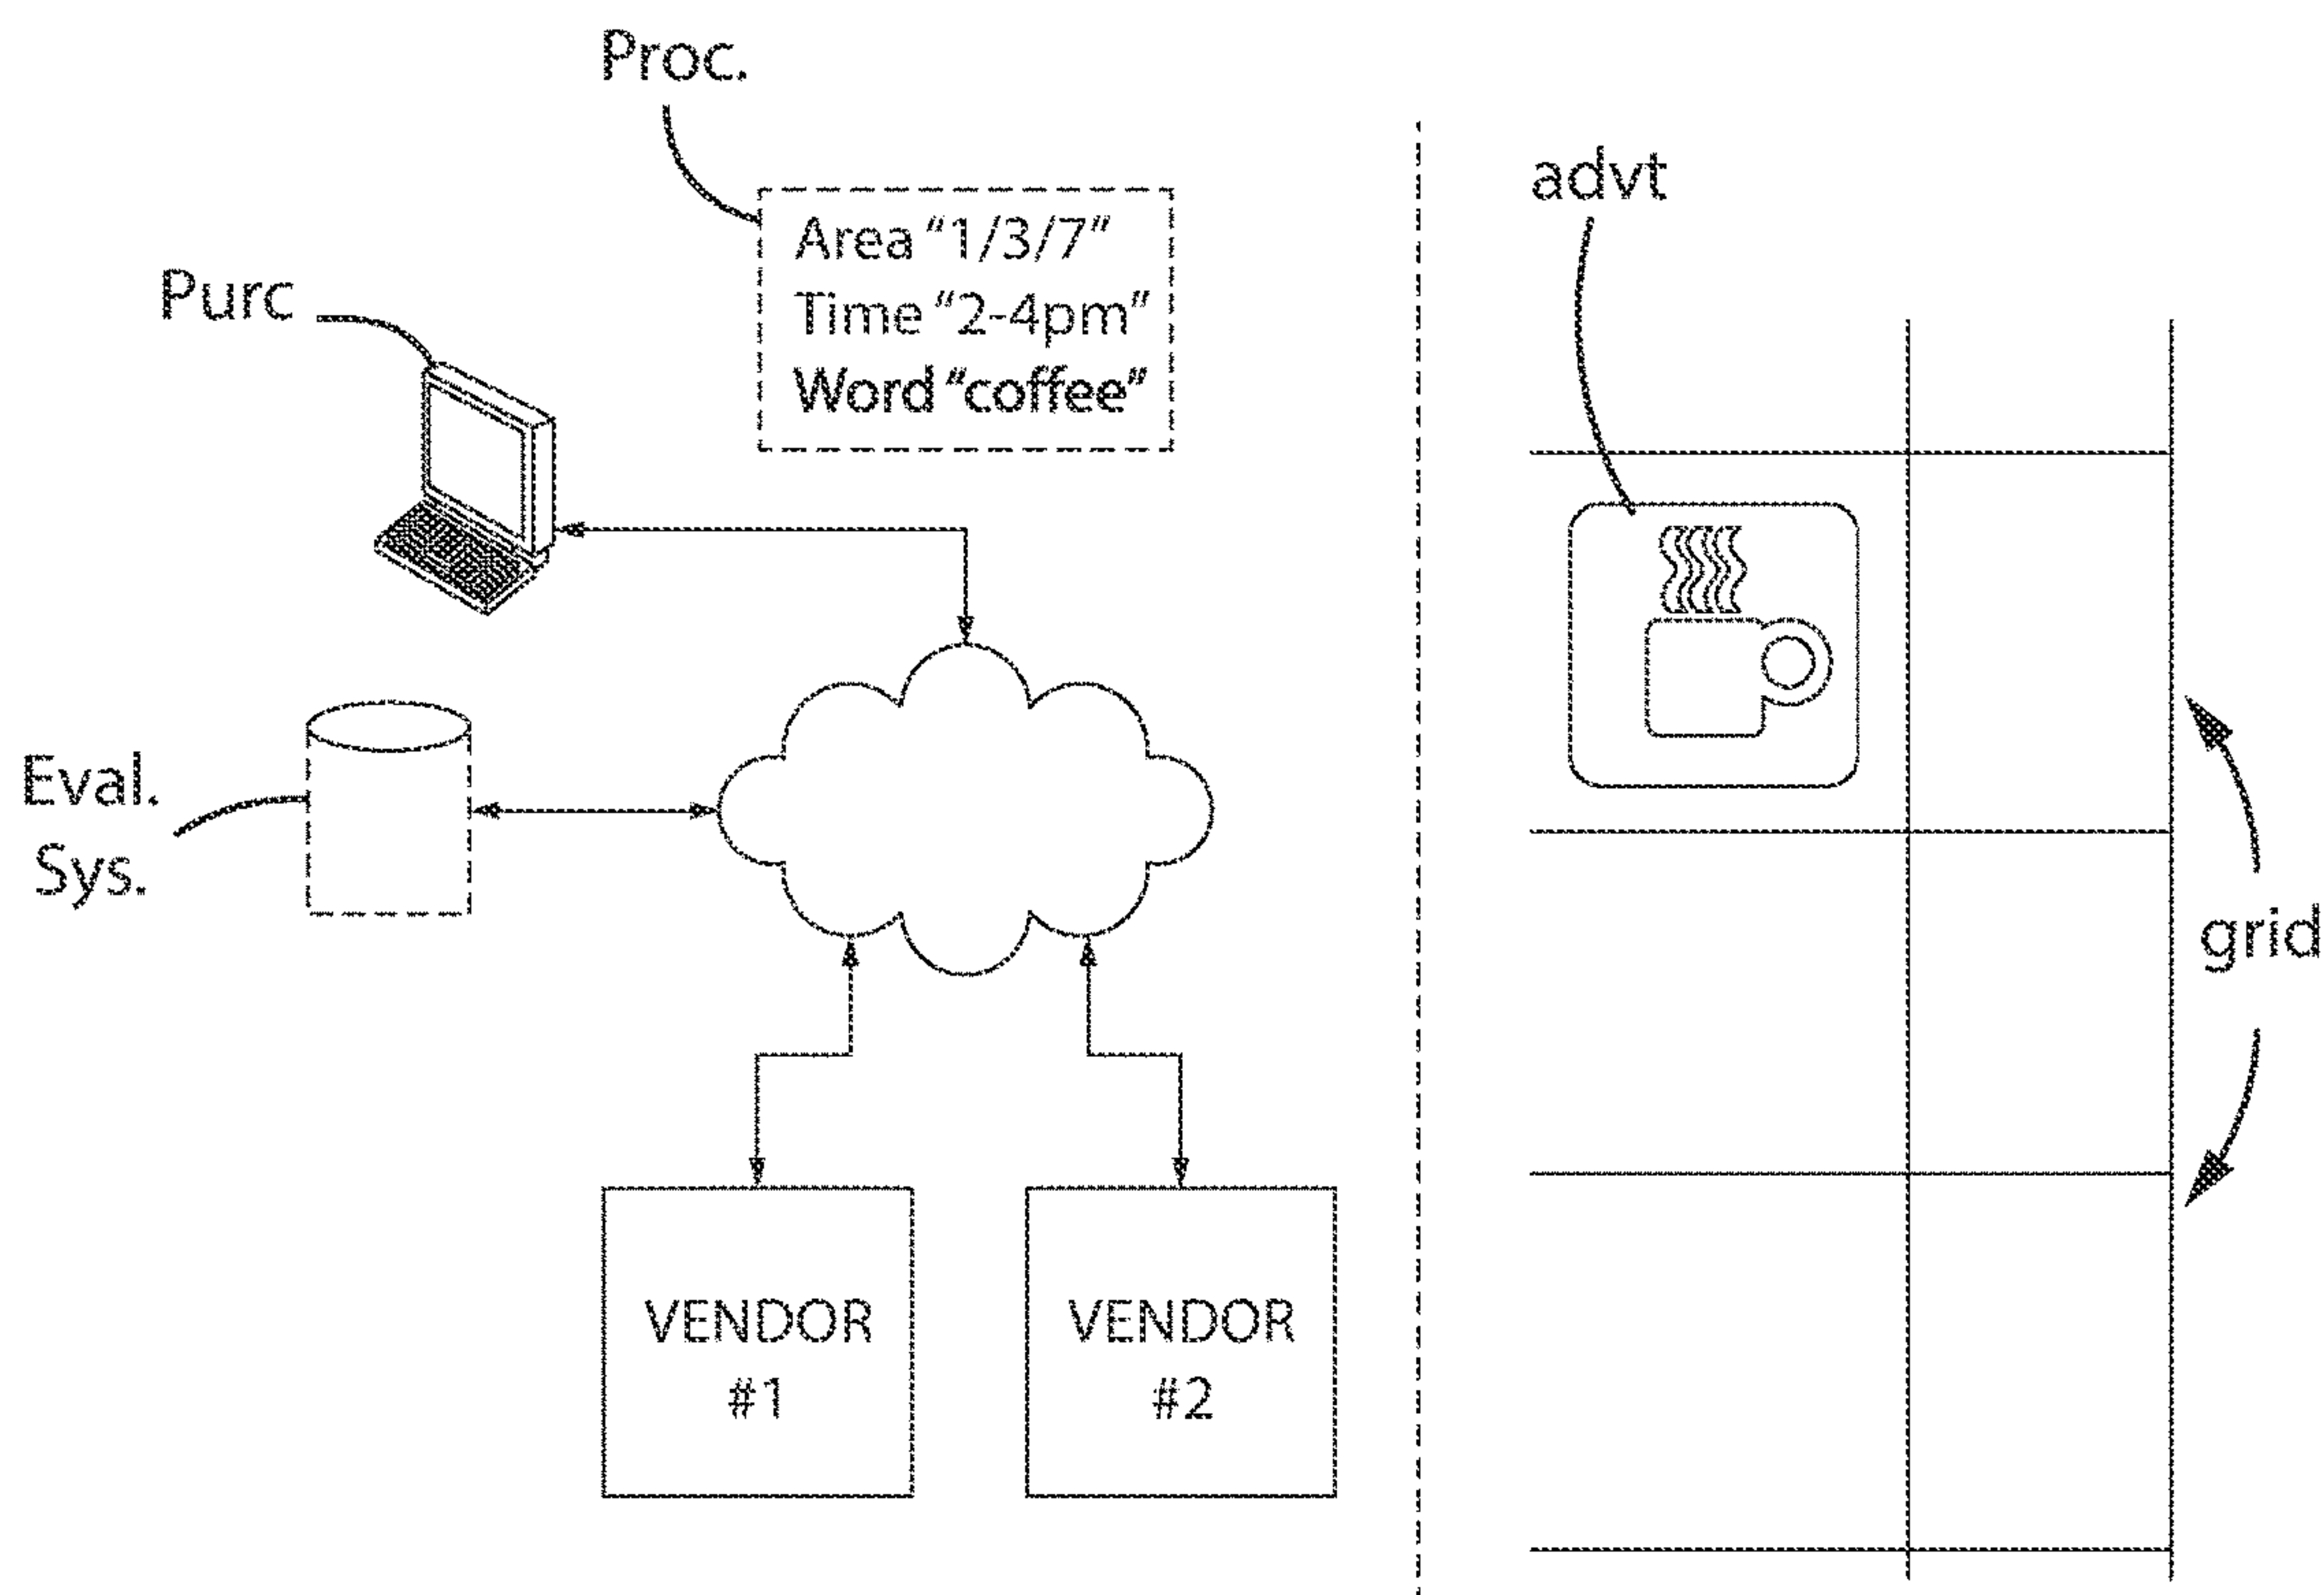 Proc.
Area “1/3/7”
Time “2-4pm”
Word “coffee”
Purc
Eval.
Sys.
VENDOR
#1
VENDOR
#2
advt
grid